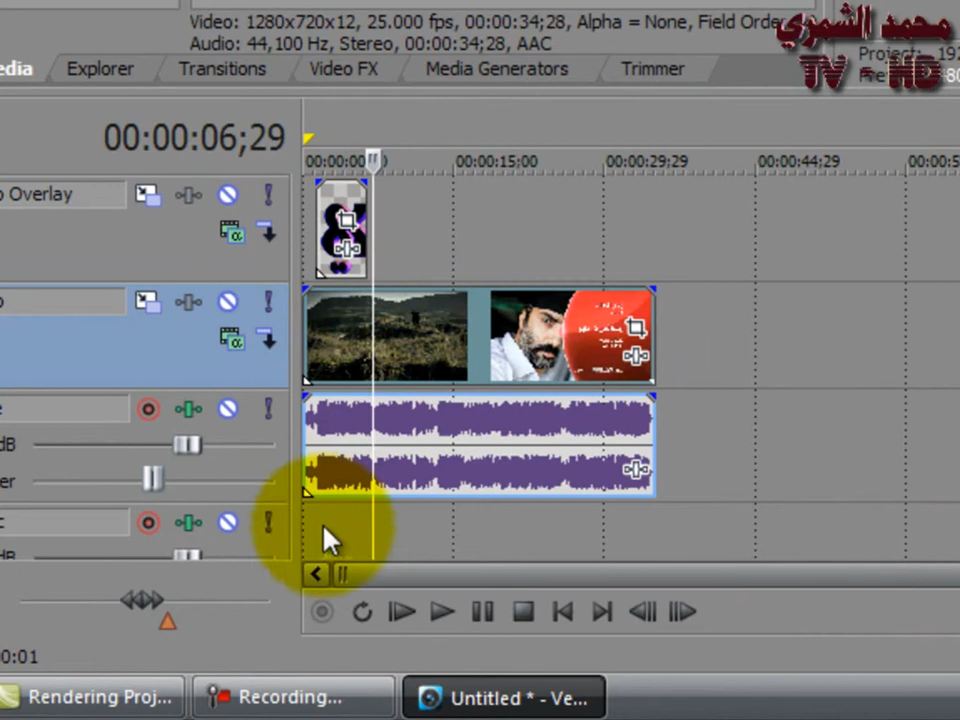 Video: 1280x720x12, 25.000 fps, 00:00:34;28, Alpha = None, Field Order
Audio: 44,100 Hz, Stereo, 00:00:34;28, AAC
محمد الشمري
TV - HD
Project: 192
edia
Explorer
Transitions
Video FX
Media Generators
Trimmer
00:00:06;29
00:00:00
00:00:15;00
00:00:29;29
00:00:44;29
00:00:5
o Overlay
&
dB
er
dB
00:01
Rendering Proj...
Recording...
Untitled * - Ve...